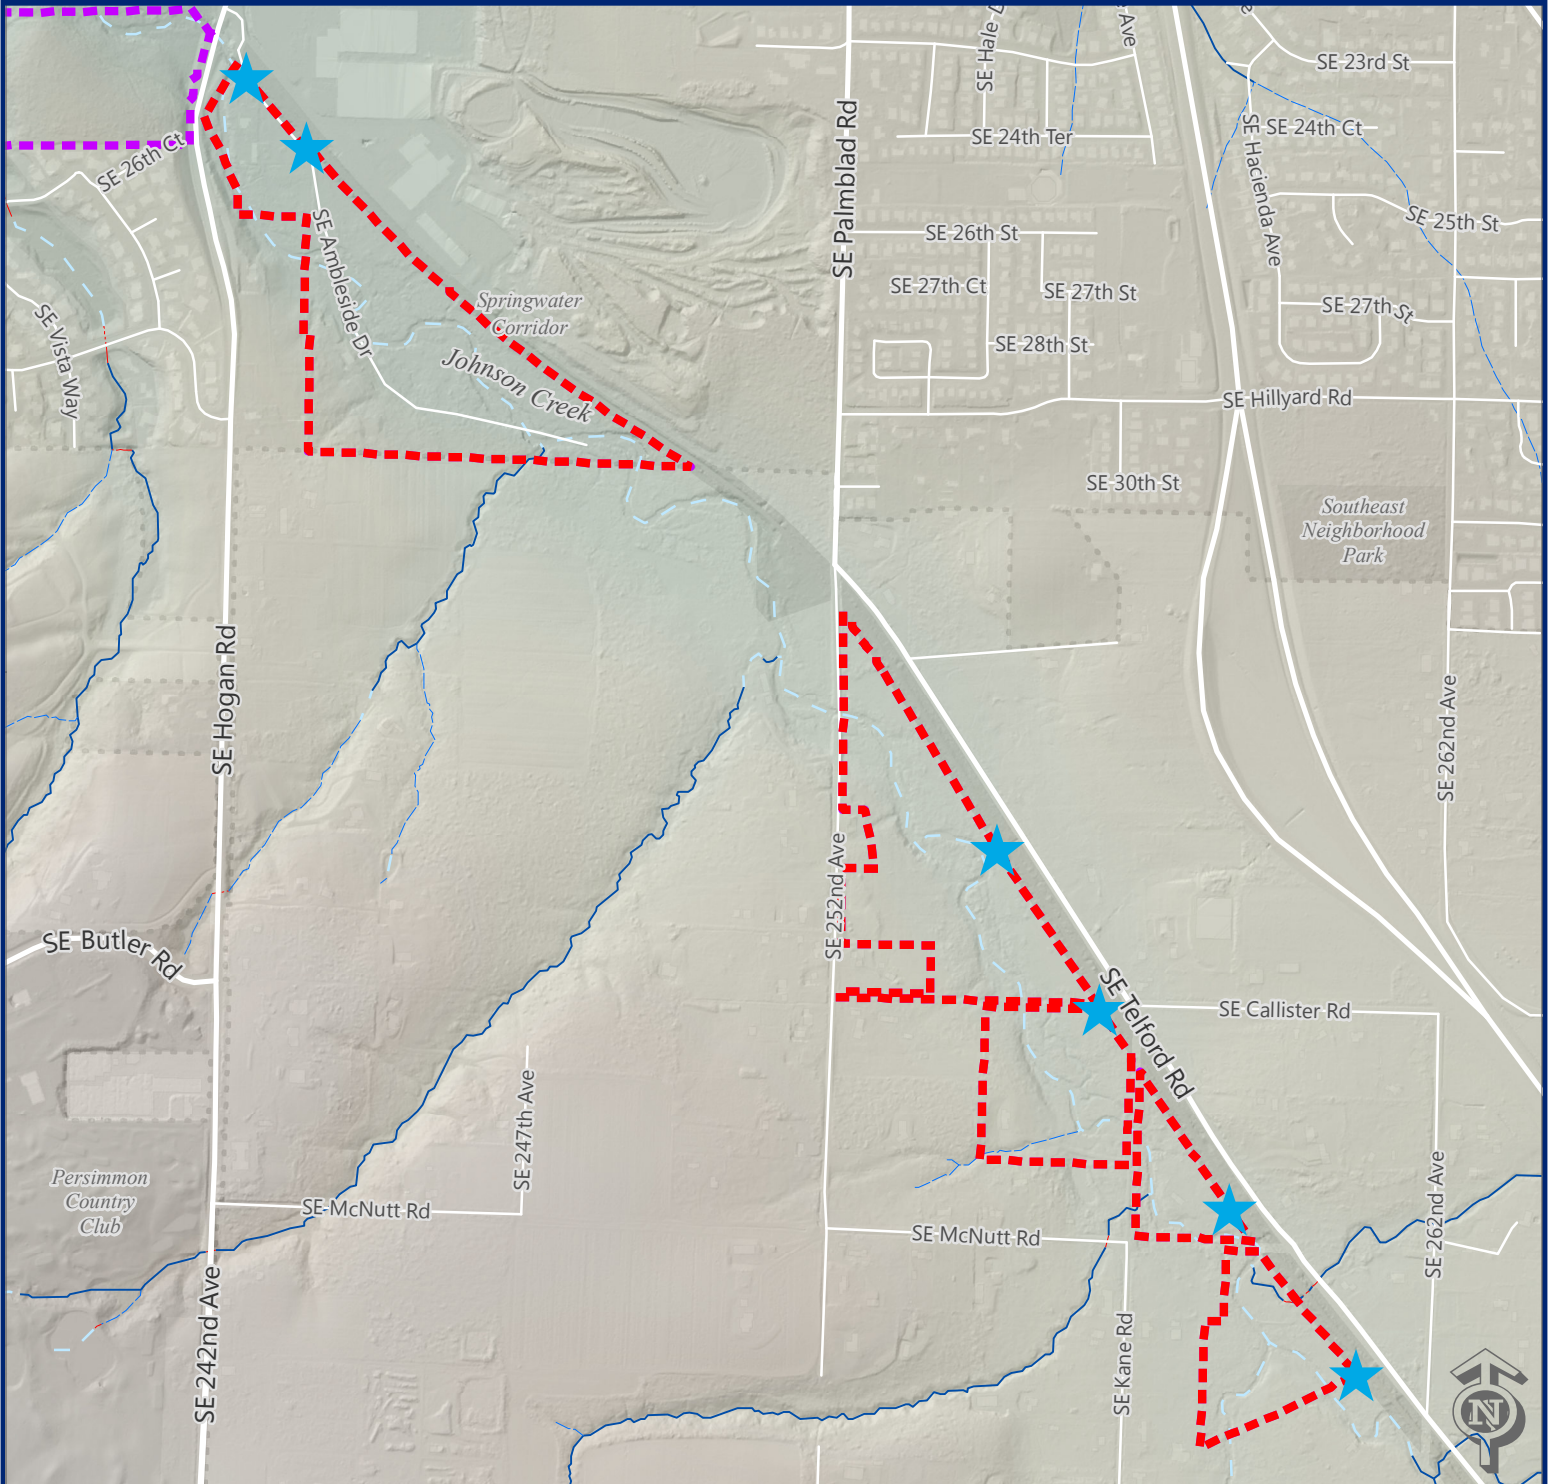 SE Hale
Ave
SE 23rd St
SE 24th Ct
SE 24th Ter
SE Palmblad Rd
SE Hacienda Ave
SE 26th Ct
SE Ambleside Dr
SE 25th St
SE 26th St
SE 27th Ct
SE 27th St
SE 27th St
Springwater
Corridor
SE Vista Way
SE 28th St
Johnson Creek
SE Hillyard Rd
SE 30th St
Southeast
Neighborhood
Park
SE Hogan Rd
SE 262nd Ave
SE 252nd Ave
SE Butler Rd
SE Telford Rd
SE Callister Rd
SE 247th Ave
Persimmon
Country
Club
SE McNutt Rd
SE McNutt Rd
SE 262nd Ave
SE 242nd Ave
SE Kane Rd
N